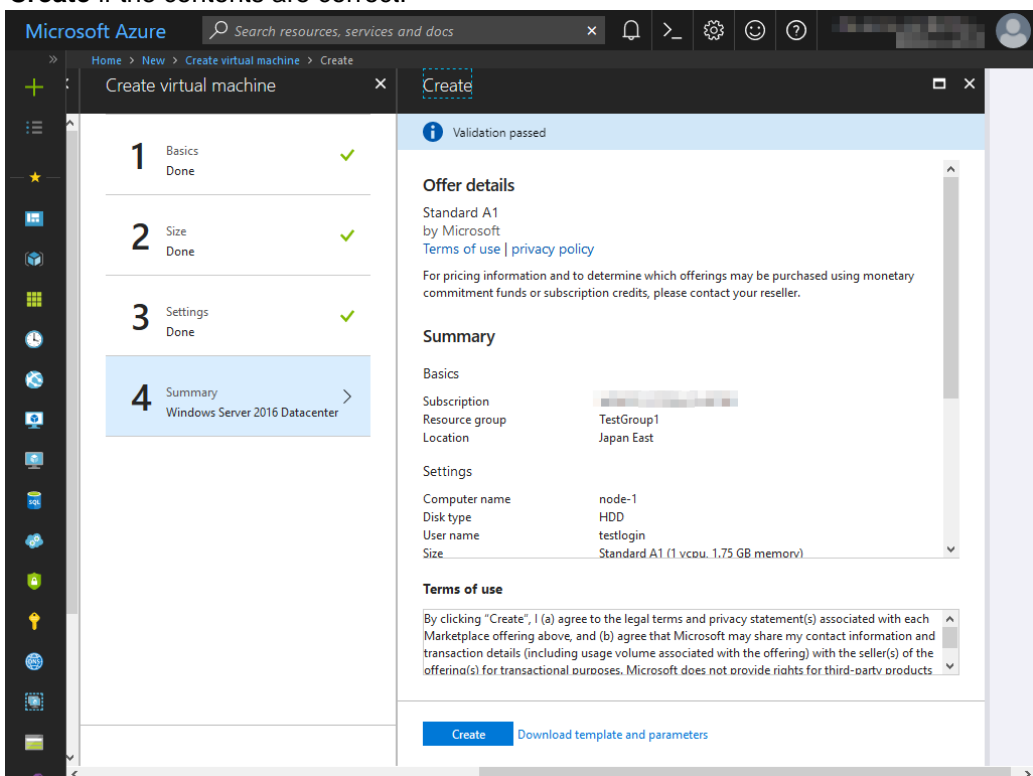 Create if the contents are correct.
Microsoft Azure
Search resources, services and docs
Home > New > Create virtual machine > Create
Create virtual machine
Create
Validation passed
1
Basics
Done
2
Size
Done
3
Settings
Done
4
Summary
Windows Server 2016 Datacenter
Offer details
Standard A1
by Microsoft
Terms of use | privacy policy
For pricing information and to determine which offerings may be purchased using monetary
commitment funds or subscription credits, please contact your reseller.
Summary
Basics
Subscription
Resource group TestGroup1
Location Japan East
Settings
Computer name node-1
Disk type HDD
User name testlogin
Size Standard A1 (1 vcpu, 1.75 GB memory)
Terms of use
By clicking "Create", I (a) agree to the legal terms and privacy statement(s) associated with each
Marketplace offering above, and (b) agree that Microsoft may share my contact information and
transaction details (including usage volume associated with the offering) with the seller(s) of the
offering(s) for transactional purposes. Microsoft does not provide rights for third-party products
Create Download template and parameters